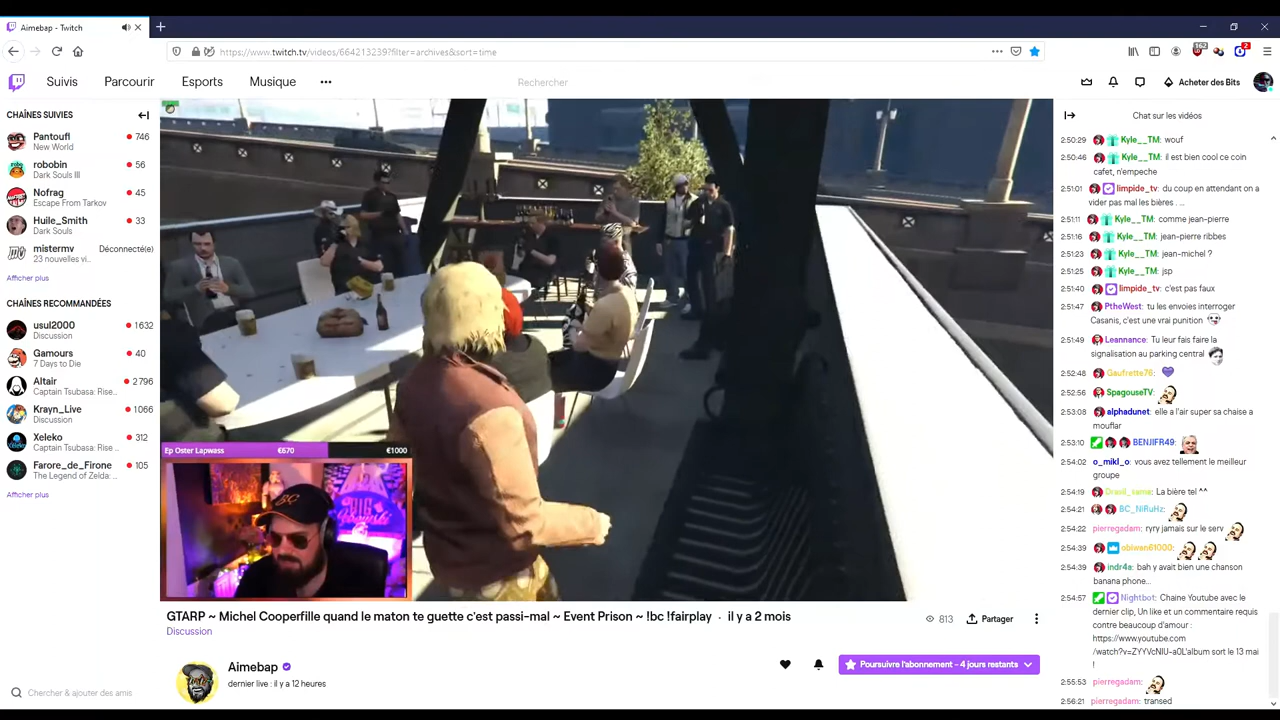 Aimebap - Twitch
https://www.twitch.tv/videos/664213239?filter=archives&sort=time
152
2
Suivis
Parcourir
Esports
Musique
Rechercher
Acheter des Bits
CHAÎNES SUIVIES
Pantoufl
746
New World
robobin
56
Dark Souls III
Nofrag
45
Escape From Tarkov
Huile_Smith
33
Dark Souls
mistermv
Déconnecté(e)
23 nouvelles vi..
Afficher plus
CHAÎNES RECOMMANDÉES
usul2000
1 632
Discussion
Gamours
40
7 Days to Die
Altair
2 796
Captain Tsubasa: Rise...
Krayn_Live
1 066
Discussion
Xeleko
312
Captain Tsubasa: Rise...
Farore_de_Firone
105
The Legend of Zelda: ..
Afficher plus
Chercher & ajouter des amis
Ep Oster Lapwass
€670
€1000
GTARP ~ Michel Cooperfille quand le maton te guette c'est passi-mal ~ Event Prison ~ !bc !fairplay · il y a 2 mois
Discussion
813
Partager
Aimebap
dernier live : il y a 12 heures
Poursuivre l'abonnement – 4 jours restants
Chat sur les vidéos
2:50:29 Kyle__TM: wouf
2:50:46 Kyle__TM: il est bien cool ce coin
cafet, n'empeche
2:51:01 limpide_tv: du coup en attendant on a
vider pas mal les bières . ...
2:51:11 Kyle__TM: comme jean-pierre
2:51:16 Kyle__TM: jean-pierre ribbes
2:51:23 Kyle__TM: jean-michel ?
2:51:25 Kyle__TM: jsp
2:51:40 limpide_tv: c'est pas faux
2:51:47 PtheWest: tu les envoies interroger
Casanis, c'est une vrai punition
2:51:49 Leannance: Tu leur fais faire la
signalisation au parking central
2:52:48 Gaufrette76:
2:52:56 SpagouseTV:
2:53:08 alphadunet: elle a l'air super sa chaise a
mouflar
2:53:10 BENJIFR49:
2:54:02 o_mikl_o: vous avez tellement le meilleur
groupe
2:54:19 Drasil_sama: La bière tel ^^
2:54:21 BC_NiRuHz:
2:54:22 pierregadam: ryry jamais sur le serv
2:54:39 obiwan61000:
2:54:39 indr4a: bah y avait bien une chanson
banana phone...
2:54:57 Nightbot: Chaine Youtube avec le
dernier clip, Un like et un commentaire requis
contre beaucoup d'amour :
https://www.youtube.com
/watch?v=ZYYVcNIU-a0L'album sort le 13 mai
!
2:55:53 pierregadam:
2:56:21 pierregadam: transed